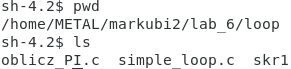 sh-4.2$ pwd
/home/METAL/markubi2/lab_6/loop
sh-4.2$ ls
oblicz_PI.c  simple_loop.c  skr1